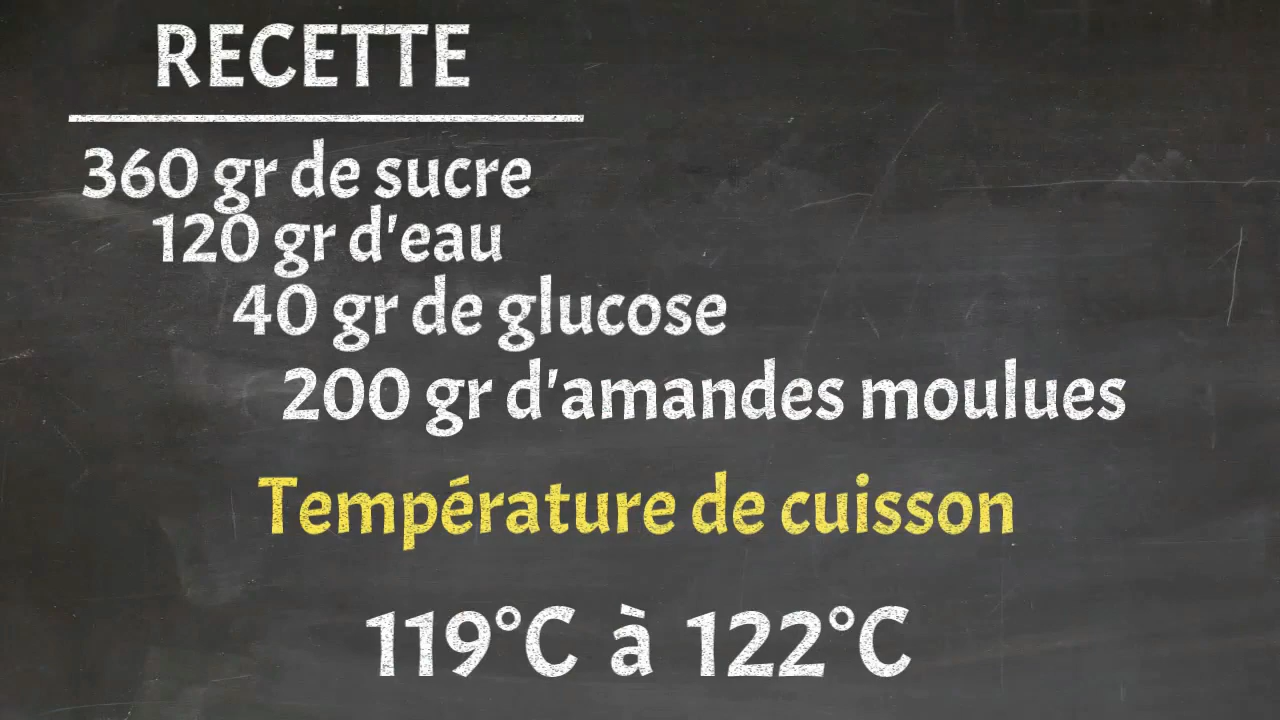 RECETTE
360 gr de sucre
120 gr d'eau
40 gr de glucose
200 gr d'amandes moulues
Température de cuisson
119°C à 122°C